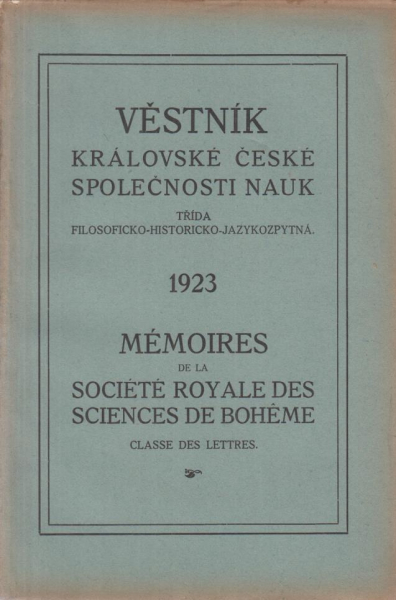 VĚSTNÍK
KRÁLOVSKÉ ČESKÉ
SPOLEČNOSTI NAUK
TŘÍDA
FILOSOFICKO-HISTORICKO-JAZYKOZPYTNÁ.
1923
MÉMOIRES
DE LA
SOCIÉTÉ ROYALE DES
SCIENCES DE BOHÊME
CLASSE DES LETTRES.